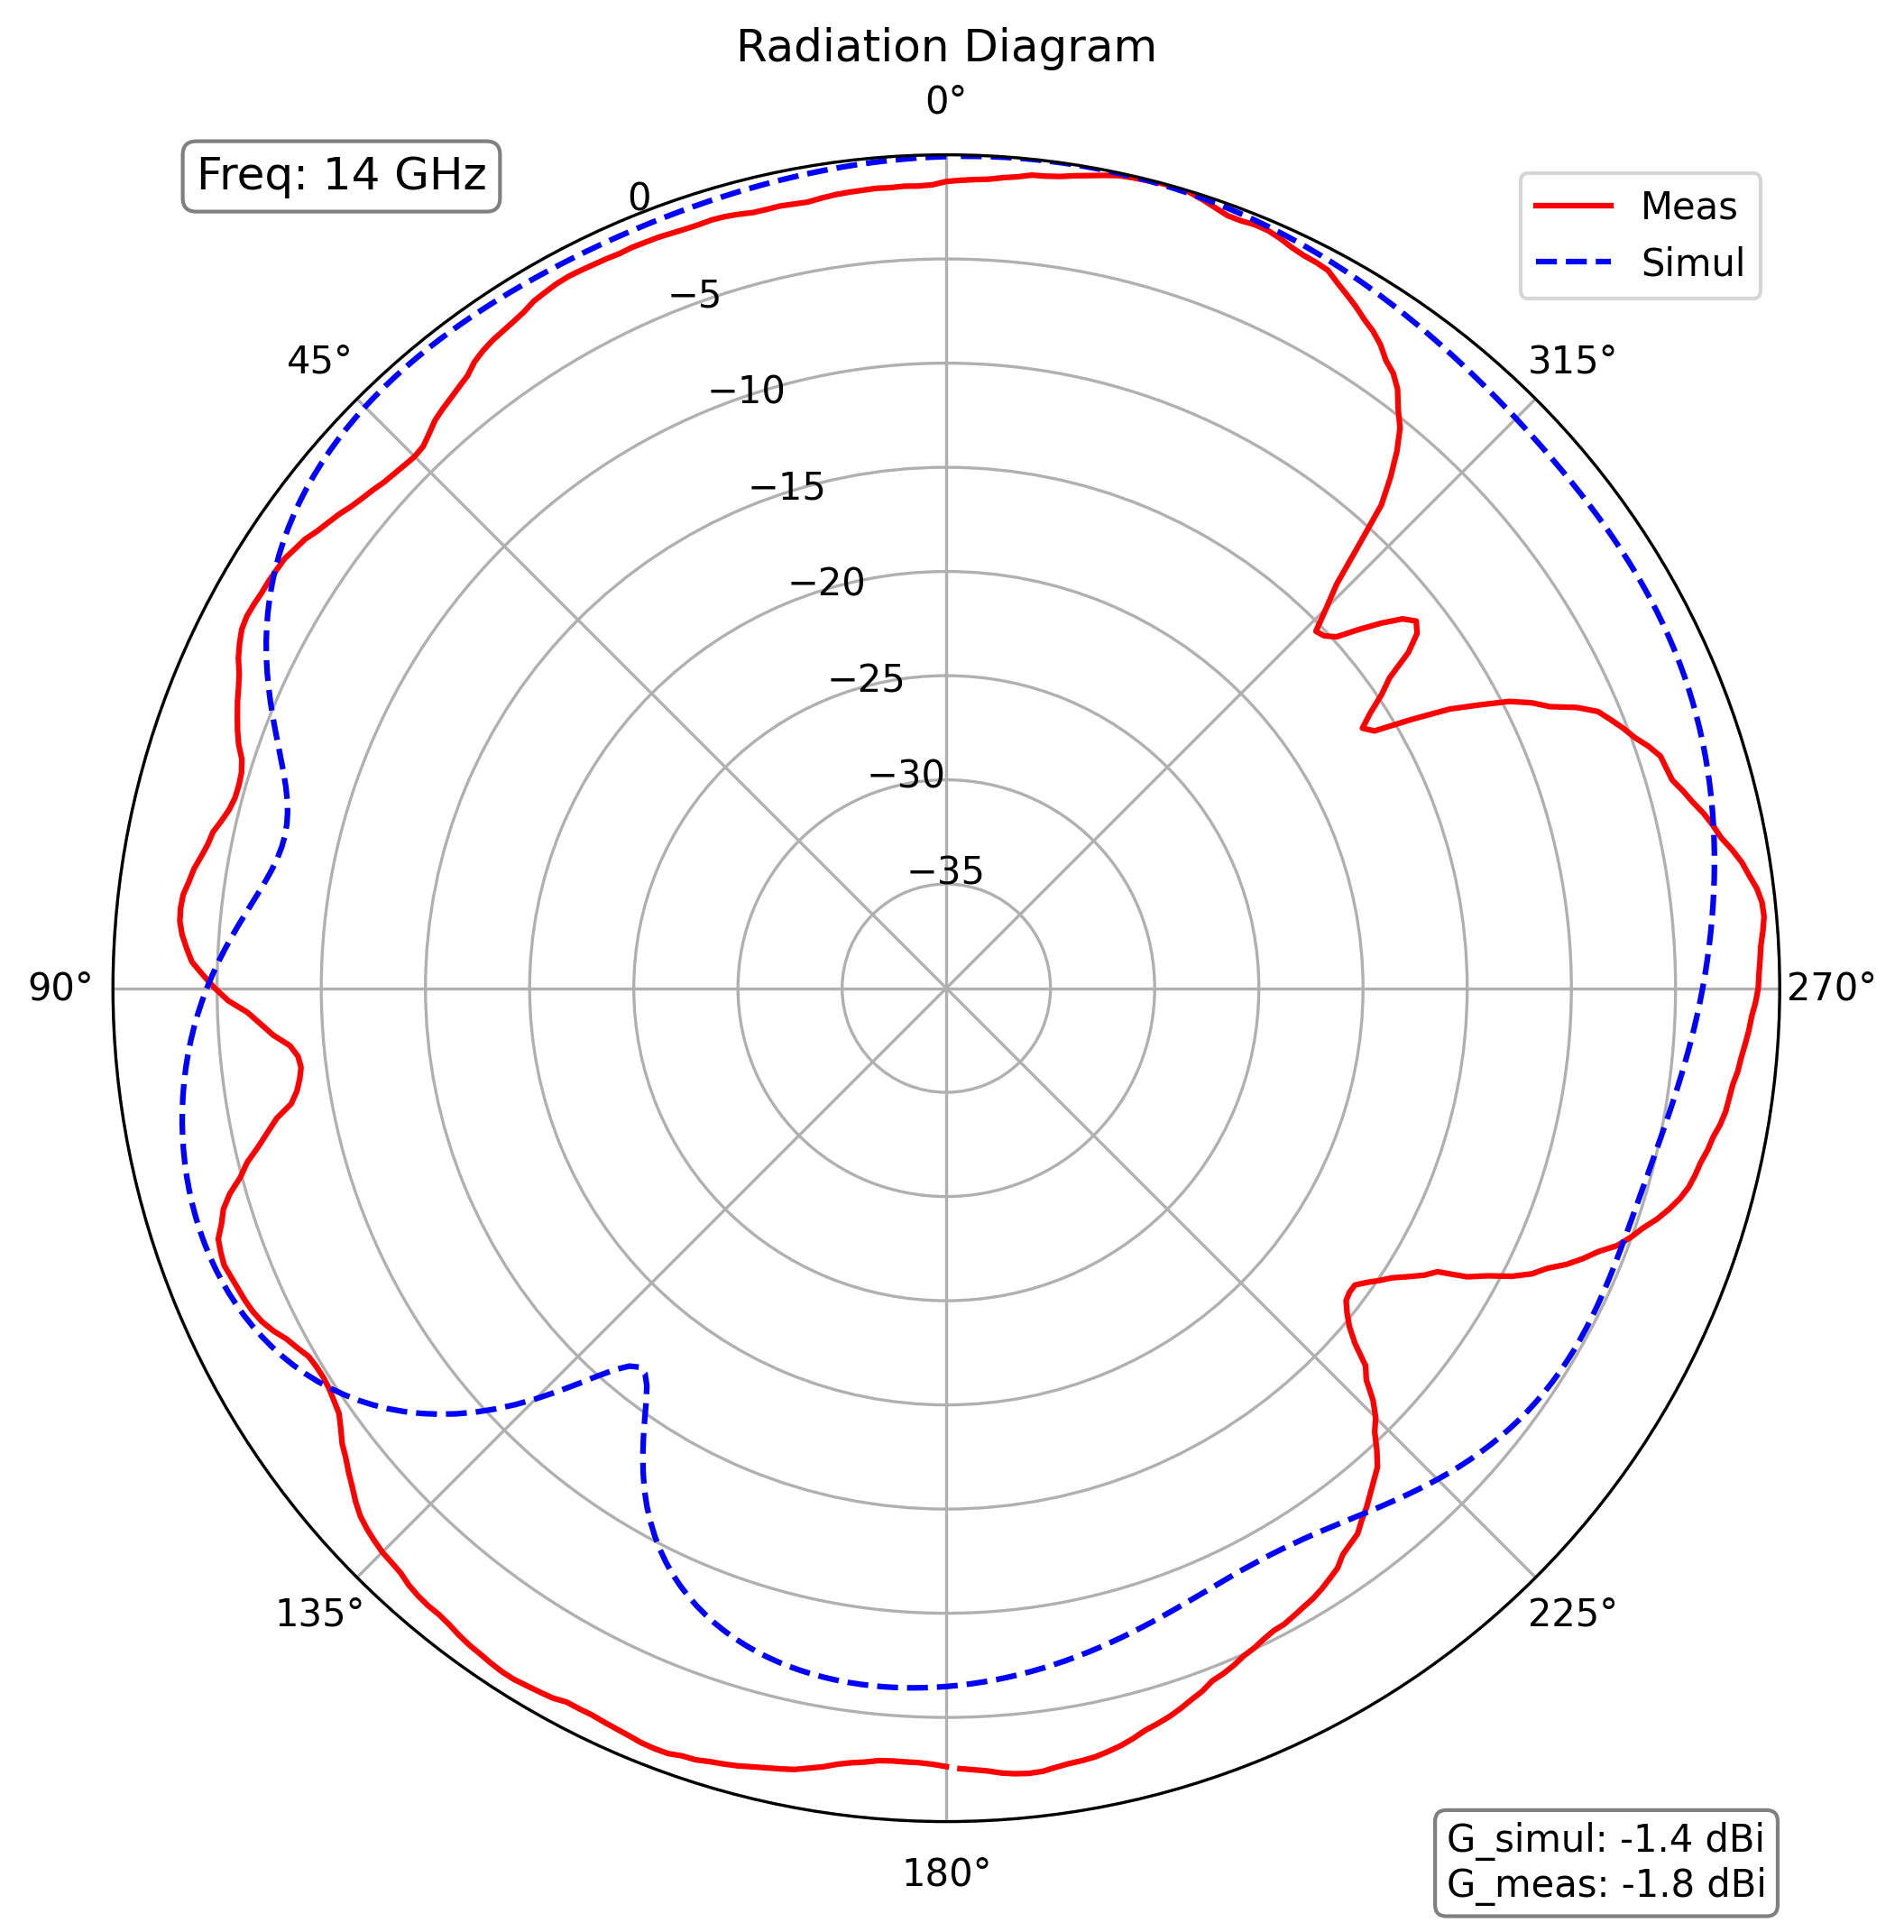 Radiation Diagram
0°
Freq: 14 GHz
0
Meas
Simul
−5
45°
315°
−10
−15
−20
−25
−30
−35
90°
270°
135°
225°
180°
G_simul: -1.4 dBi
G_meas: -1.8 dBi